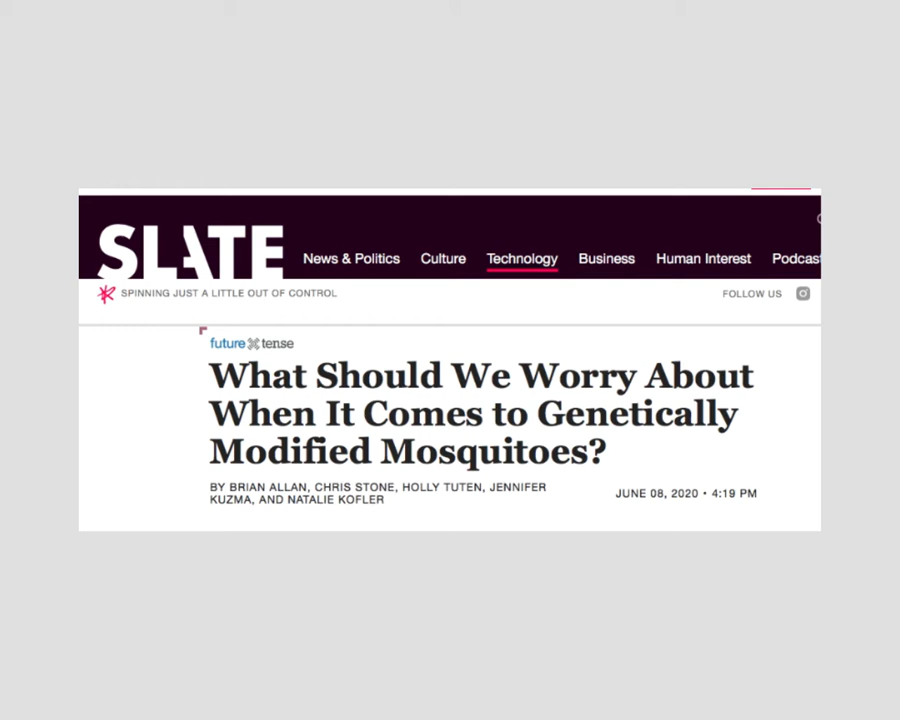 SLATE
News & Politics Culture Technology Business Human Interest Podcast
SPINNING JUST A LITTLE OUT OF CONTROL
FOLLOW US
future tense
What Should We Worry About
When It Comes to Genetically
Modified Mosquitoes?
BY BRIAN ALLAN, CHRIS STONE, HOLLY TUTEN, JENNIFER
KUZMA, AND NATALIE KOFLER
JUNE 08, 2020 • 4:19 PM